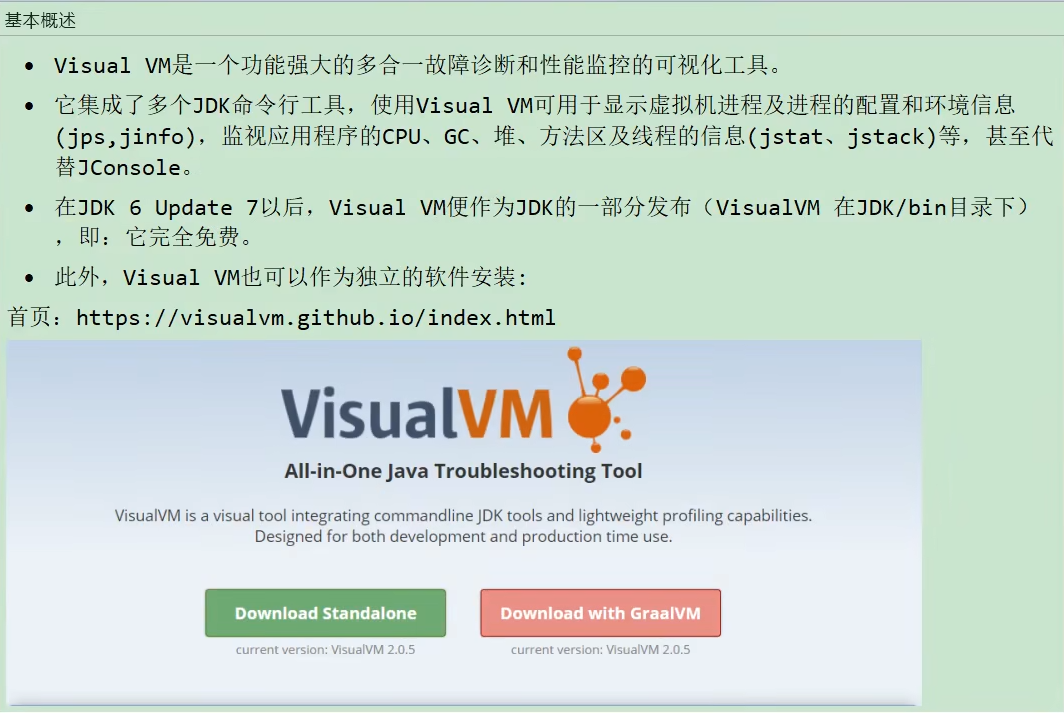 基本概述
Visual VM是一个功能强大的多合一故障诊断和性能监控的可视化工具。
它集成了多个JDK命令行工具，使用Visual VM可用于显示虚拟机进程及进程的配置和环境信息
(jps,jinfo)，监视应用程序的CPU、GC、堆、方法区及线程的信息(jstat、jstack)等，甚至代
替JConsole。
在JDK 6 Update 7以后，Visual VM便作为JDK的一部分发布（VisualVM 在JDK/bin目录下）
，即：它完全免费。
此外，Visual VM也可以作为独立的软件安装：
首页：https://visualvm.github.io/index.html
VisualVM
All-in-One Java Troubleshooting Tool
VisualVM is a visual tool integrating commandline JDK tools and lightweight profiling capabilities.
Designed for both development and production time use.
Download Standalone Download with GraalVM
current version: VisualVM 2.0.5 current version: VisualVM 2.0.5